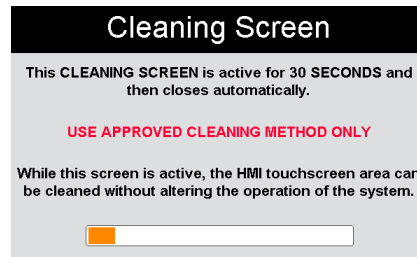 Cleaning Screen
This CLEANING SCREEN is active for 30 SECONDS and
then closes automatically.
USE APPROVED CLEANING METHOD ONLY
While this screen is active, the HMI touchscreen area can
be cleaned without altering the operation of the system.